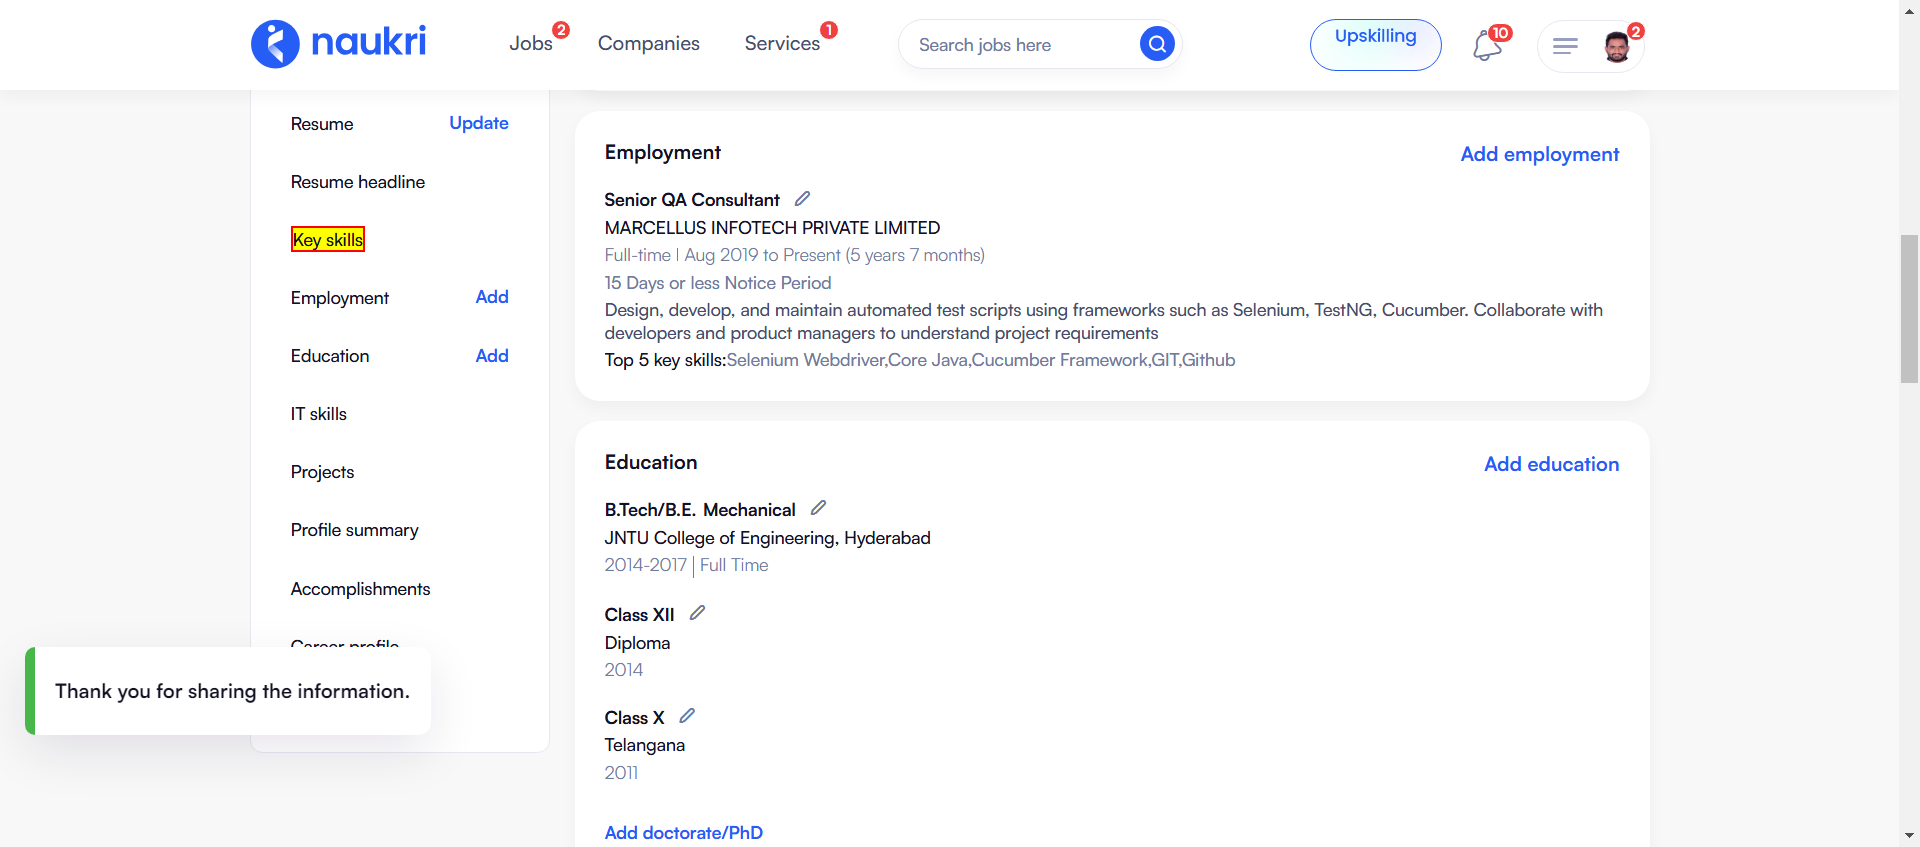 naukri
Jobs 2
Companies
Services 1
Search jobs here
Upskilling
10
2
Resume
Update
Resume headline
Key skills
Employment
Add
Education
Add
IT skills
Projects
Profile summary
Accomplishments
Career profile
Thank you for sharing the information.
Employment
Add employment
Senior QA Consultant
MARCELLUS INFOTECH PRIVATE LIMITED
Full-time | Aug 2019 to Present (5 years 7 months)
15 Days or less Notice Period
Design, develop, and maintain automated test scripts using frameworks such as Selenium, TestNG, Cucumber. Collaborate with
developers and product managers to understand project requirements
Top 5 key skills:Selenium Webdriver,Core Java,Cucumber Framework,GIT,Github
Education
Add education
B.Tech/B.E. Mechanical
JNTU College of Engineering, Hyderabad
2014-2017 | Full Time
Class XII
Diploma
2014
Class X
Telangana
2011
Add doctorate/PhD